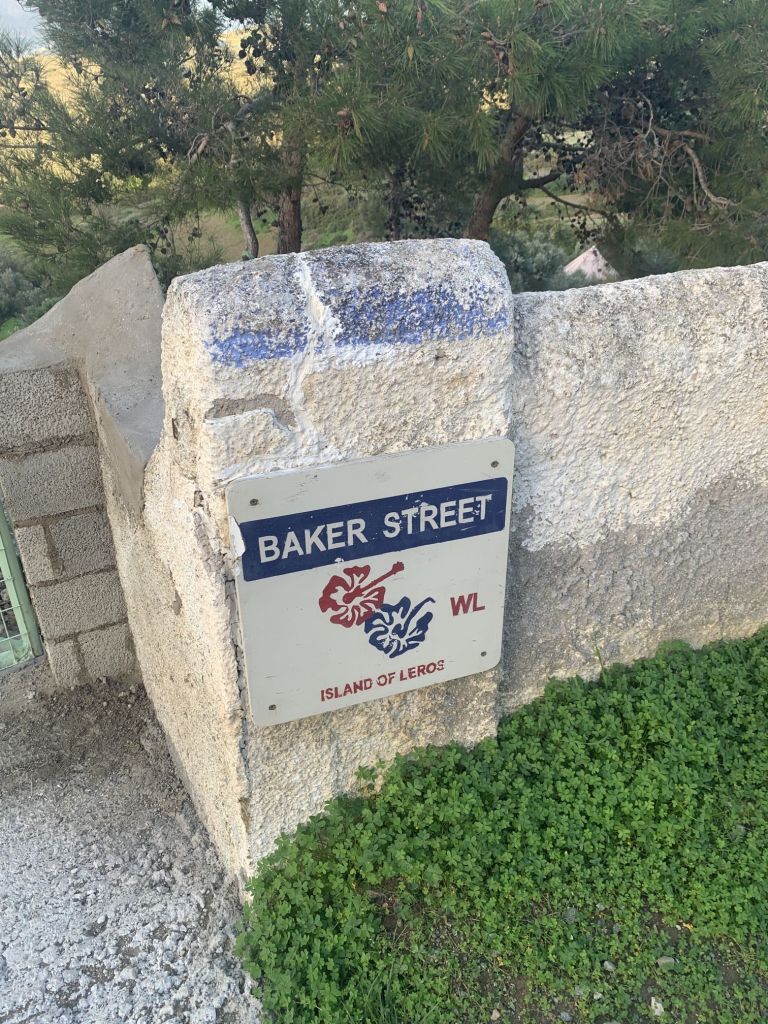 BAKER STREET
WL
ISLAND OF LEROS